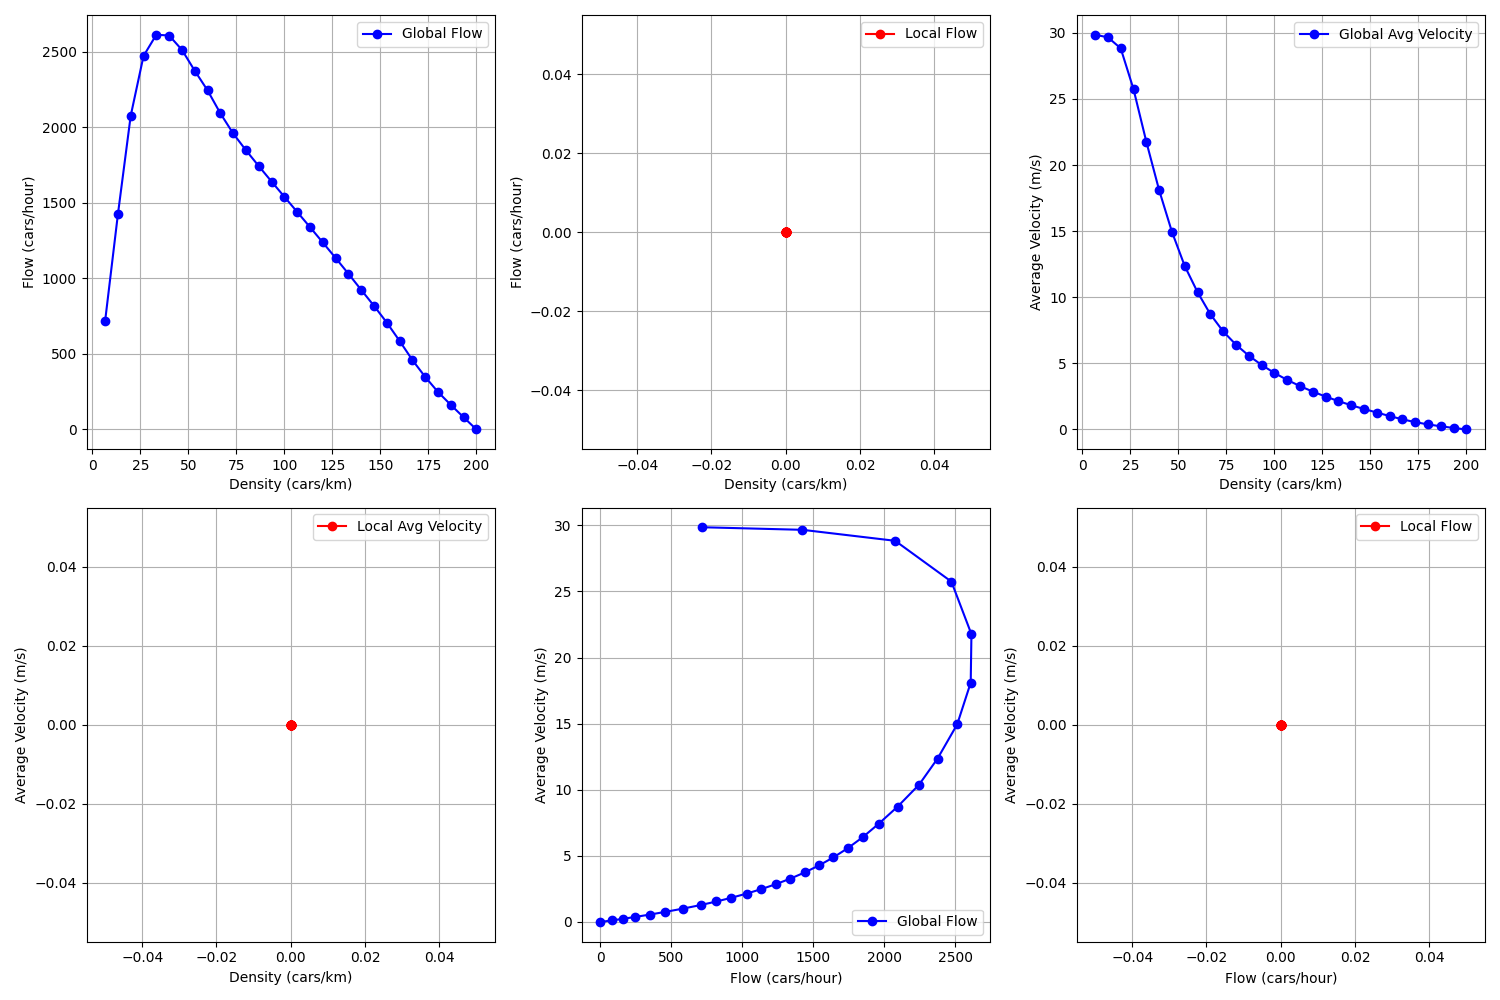 Global Flow
2500
2000
1500
1000
500
0
Flow (cars/hour)
0 25 50 75 100 125 150 175 200
Density (cars/km)
Local Flow
0.04
0.02
0.00
−0.02
−0.04
Flow (cars/hour)
−0.04 −0.02 0.00 0.02 0.04
Density (cars/km)
Global Avg Velocity
30
25
20
15
10
5
0
Average Velocity (m/s)
0 25 50 75 100 125 150 175 200
Density (cars/km)
Local Avg Velocity
0.04
0.02
0.00
−0.02
−0.04
Average Velocity (m/s)
−0.04 −0.02 0.00 0.02 0.04
Density (cars/km)
30
25
20
15
10
5
0
Average Velocity (m/s)
Global Flow
0 500 1000 1500 2000 2500
Flow (cars/hour)
Local Flow
0.04
0.02
0.00
−0.02
−0.04
Average Velocity (m/s)
−0.04 −0.02 0.00 0.02 0.04
Flow (cars/hour)